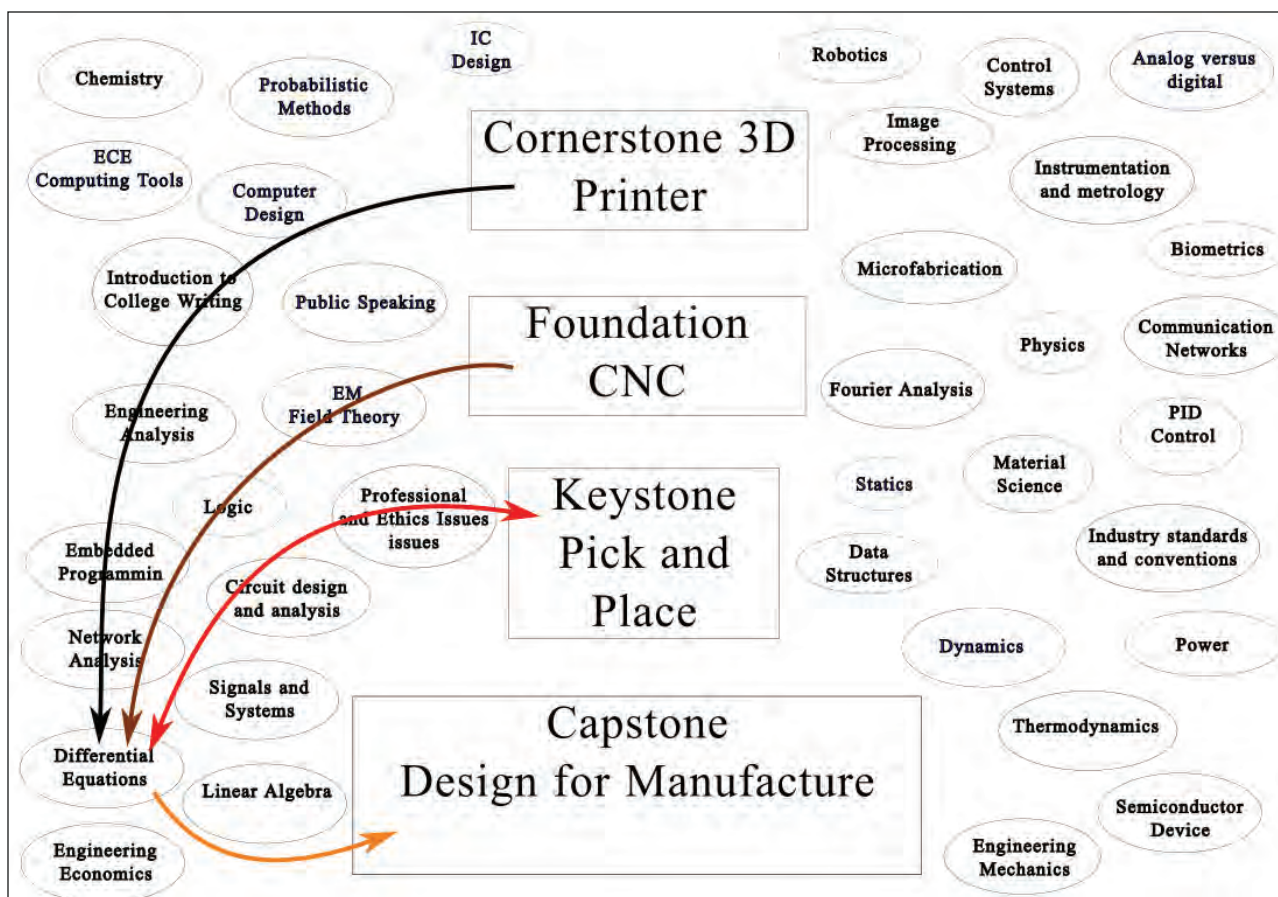 IC
Design
Chemistry
Probabilistic
Methods
ECE
Computing Tools
Computer
Design
Introduction to
College Writing
Public Speaking
EM
Field Theory
Engineering
Analysis
Logic
Professional
and Ethics Issues
issues
Embedded
Programmin
Circuit design
and analysis
Network
Analysis
Signals and
Systems
Differential
Equations
Linear Algebra
Engineering
Economics
Cornerstone 3D
Printer
Foundation
CNC
Keystone
Pick and
Place
Capstone
Design for Manufacture
Robotics
Control
Systems
Analog versus
digital
Image
Processing
Instrumentation
and metrology
Biometrics
Microfabrication
Physics
Communication
Networks
Fourier Analysis
PID
Control
Statics
Material
Science
Data
Structures
Industry standards
and conventions
Dynamics
Power
Thermodynamics
Semiconductor
Device
Engineering
Mechanics